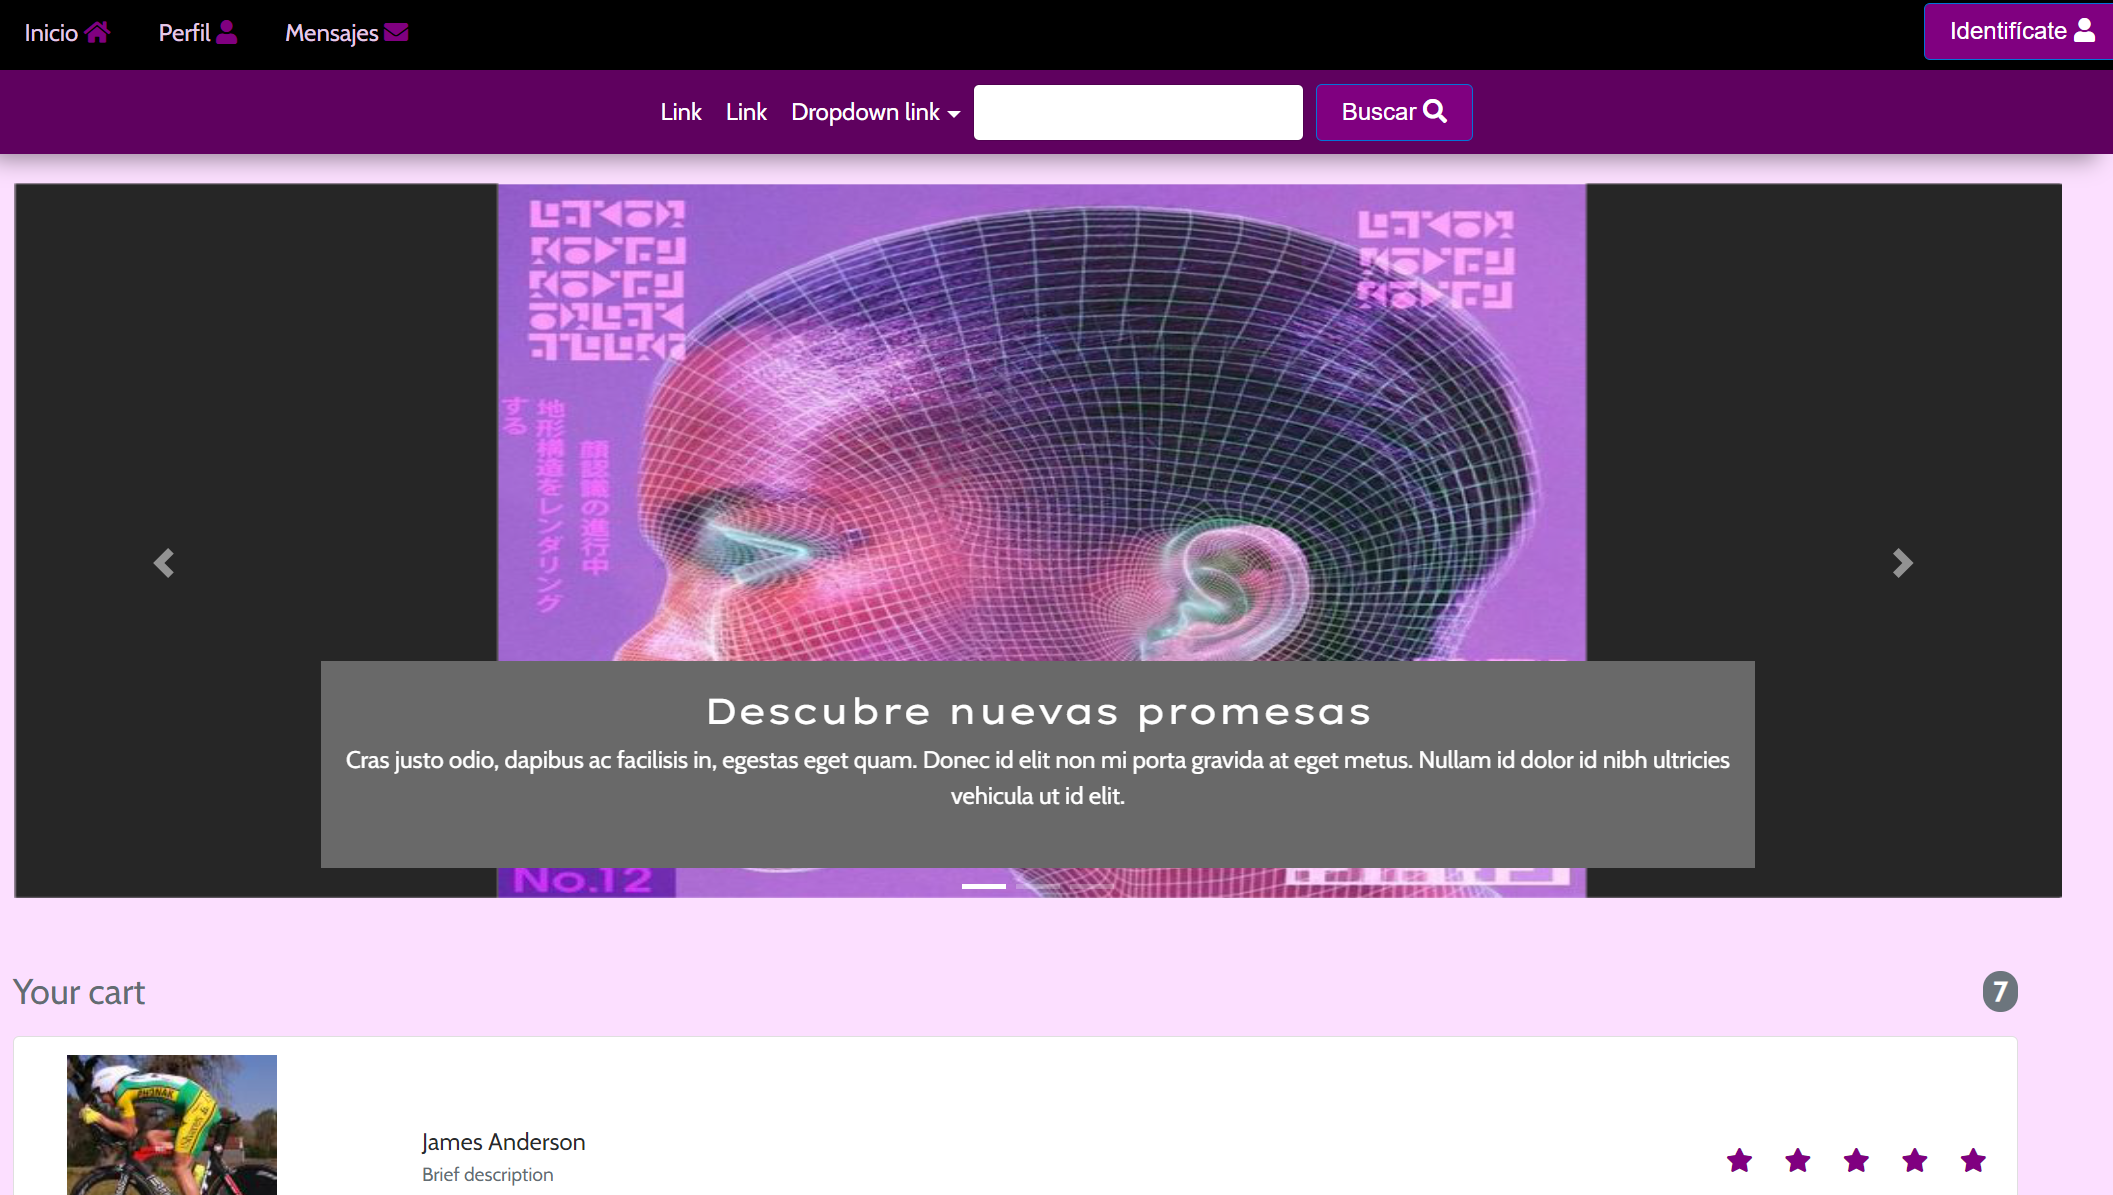 Inicio
Perfil
Mensajes
Identifícate
Link
Link
Dropdown link
Buscar
地形構造をレンダリング
する
顔認識の進行中
Descubre nuevas promesas
Cras justo odio, dapibus ac facilisis in, egestas eget quam. Donec id elit non mi porta gravida at eget metus. Nullam id dolor id nibh ultricies
vehicula ut id elit.
No.12
Your cart
7
PHONAK
James Anderson
Brief description